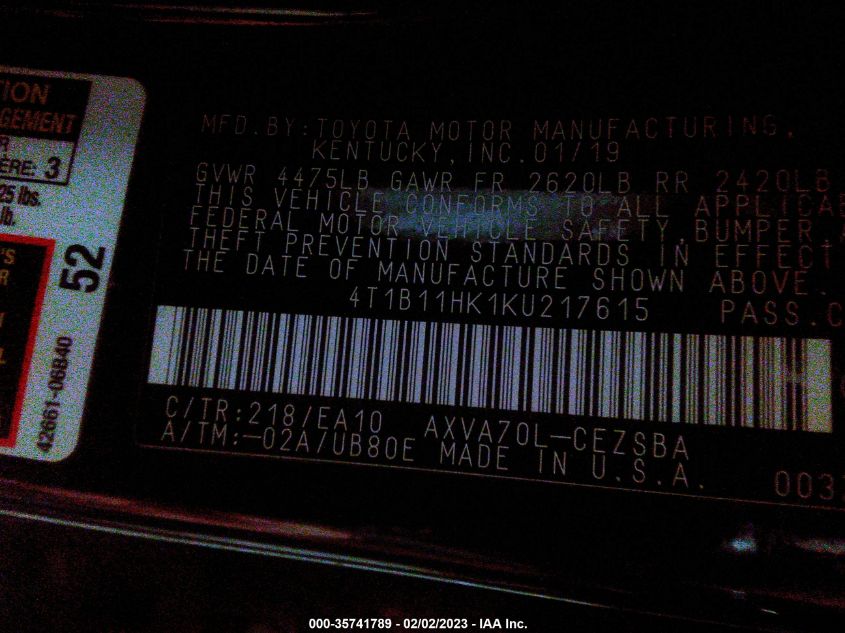 TION
GEMENT
ÈRE: 3
25 lbs.
lb.
'S
R
52
42661-08B40
MFD.BY:TOYOTA MOTOR MANUFACTURING,
KENTUCKY,INC.01/19
GVWR 4475LB GAWR FR 2620LB RR 2420LB
THIS VEHICLE CONFORMS TO ALL APPLICAB
FEDERAL MOTOR VEHICLE SAFETY,BUMPER,A
THEFT PREVENTION STANDARDS IN EFFECT
THE DATE OF MANUFACTURE SHOWN ABOVE.
4T1B11HK1KU217615 PASS.C
C/TR:218/EA10 AXVA70L-CEZSBA
A/TM:-02A/UB80E MADE IN U.S.A.
003
000-35741789 - 02/02/2023 - IAA Inc.